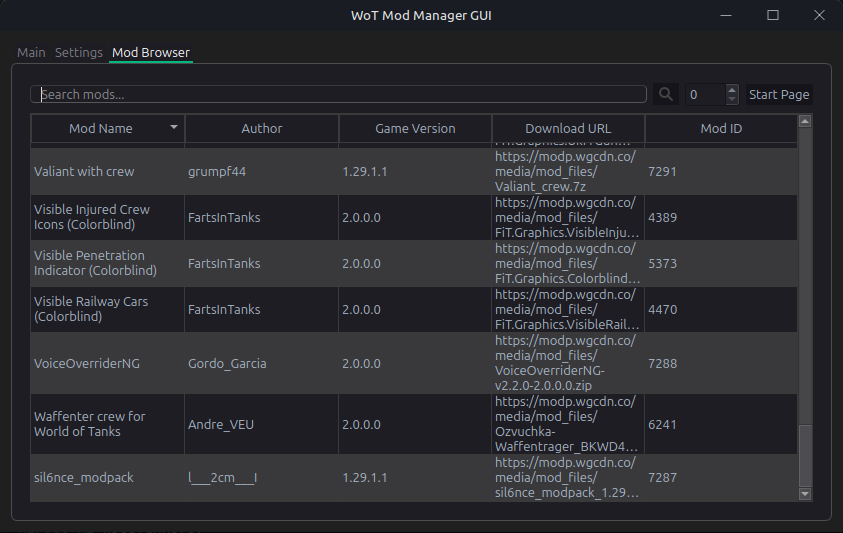 WoT Mod Manager GUI
Main Settings Mod Browser
Search mods...
0
Start Page
Mod Name Author Game Version Download URL Mod ID
Valiant with crew
grumpf44
1.29.1.1
https://modp.wgcdn.co/
media/mod_files/
Valiant_crew.7z
7291
Visible Injured Crew
Icons (Colorblind)
FartsInTanks
2.0.0.0
https://modp.wgcdn.co/
media/mod_files/
FiT.Graphics.VisibleInju...
4389
Visible Penetration
Indicator (Colorblind)
FartsInTanks
2.0.0.0
https://modp.wgcdn.co/
media/mod_files/
FiT.Graphics.Colorblind...
5373
Visible Railway Cars
(Colorblind)
FartsInTanks
2.0.0.0
https://modp.wgcdn.co/
media/mod_files/
FiT.Graphics.VisibleRail...
4470
VoiceOverriderNG
Gordo_Garcia
2.0.0.0
https://modp.wgcdn.co/
media/mod_files/
VoiceOverriderNG-
v2.2.0-2.0.0.0.zip
7288
Waffenter crew for
World of Tanks
Andre_VEU
2.0.0.0
https://modp.wgcdn.co/
media/mod_files/
Ozvuchka-
Waffentrager_BKWD4...
6241
sil6nce_modpack
l___2cm___I
1.29.1.1
https://modp.wgcdn.co/
media/mod_files/
sil6nce_modpack_1.29...
7287